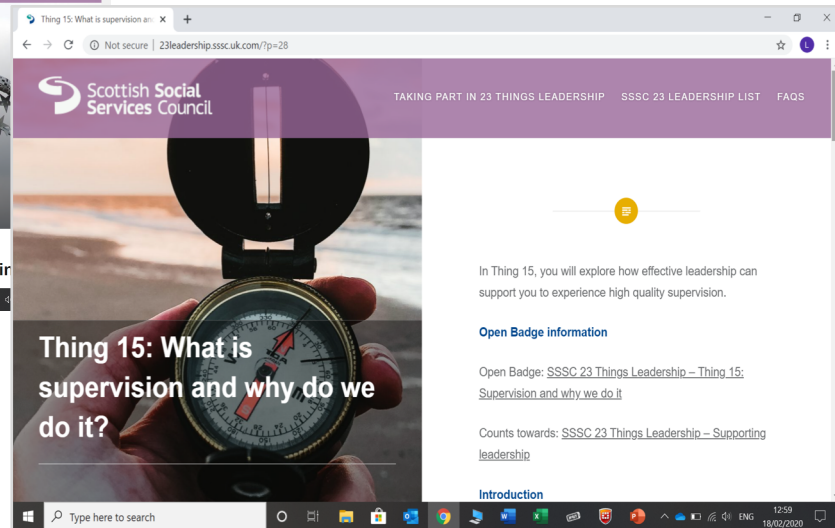 Thing 15: What is supervision an
Not secure | 23leadership.sssc.uk.com/?p=28
L
Scottish Social
Services Council
TAKING PART IN 23 THINGS LEADERSHIP SSSC 23 LEADERSHIP LIST FAQS
Thing 15: What is
supervision and why do we
do it?
In Thing 15, you will explore how effective leadership can
support you to experience high quality supervision.
Open Badge information
Open Badge: SSSC 23 Things Leadership – Thing 15:
Supervision and why we do it
Counts towards: SSSC 23 Things Leadership – Supporting
leadership
Introduction
Type here to search
ENG
12:59
18/02/2020